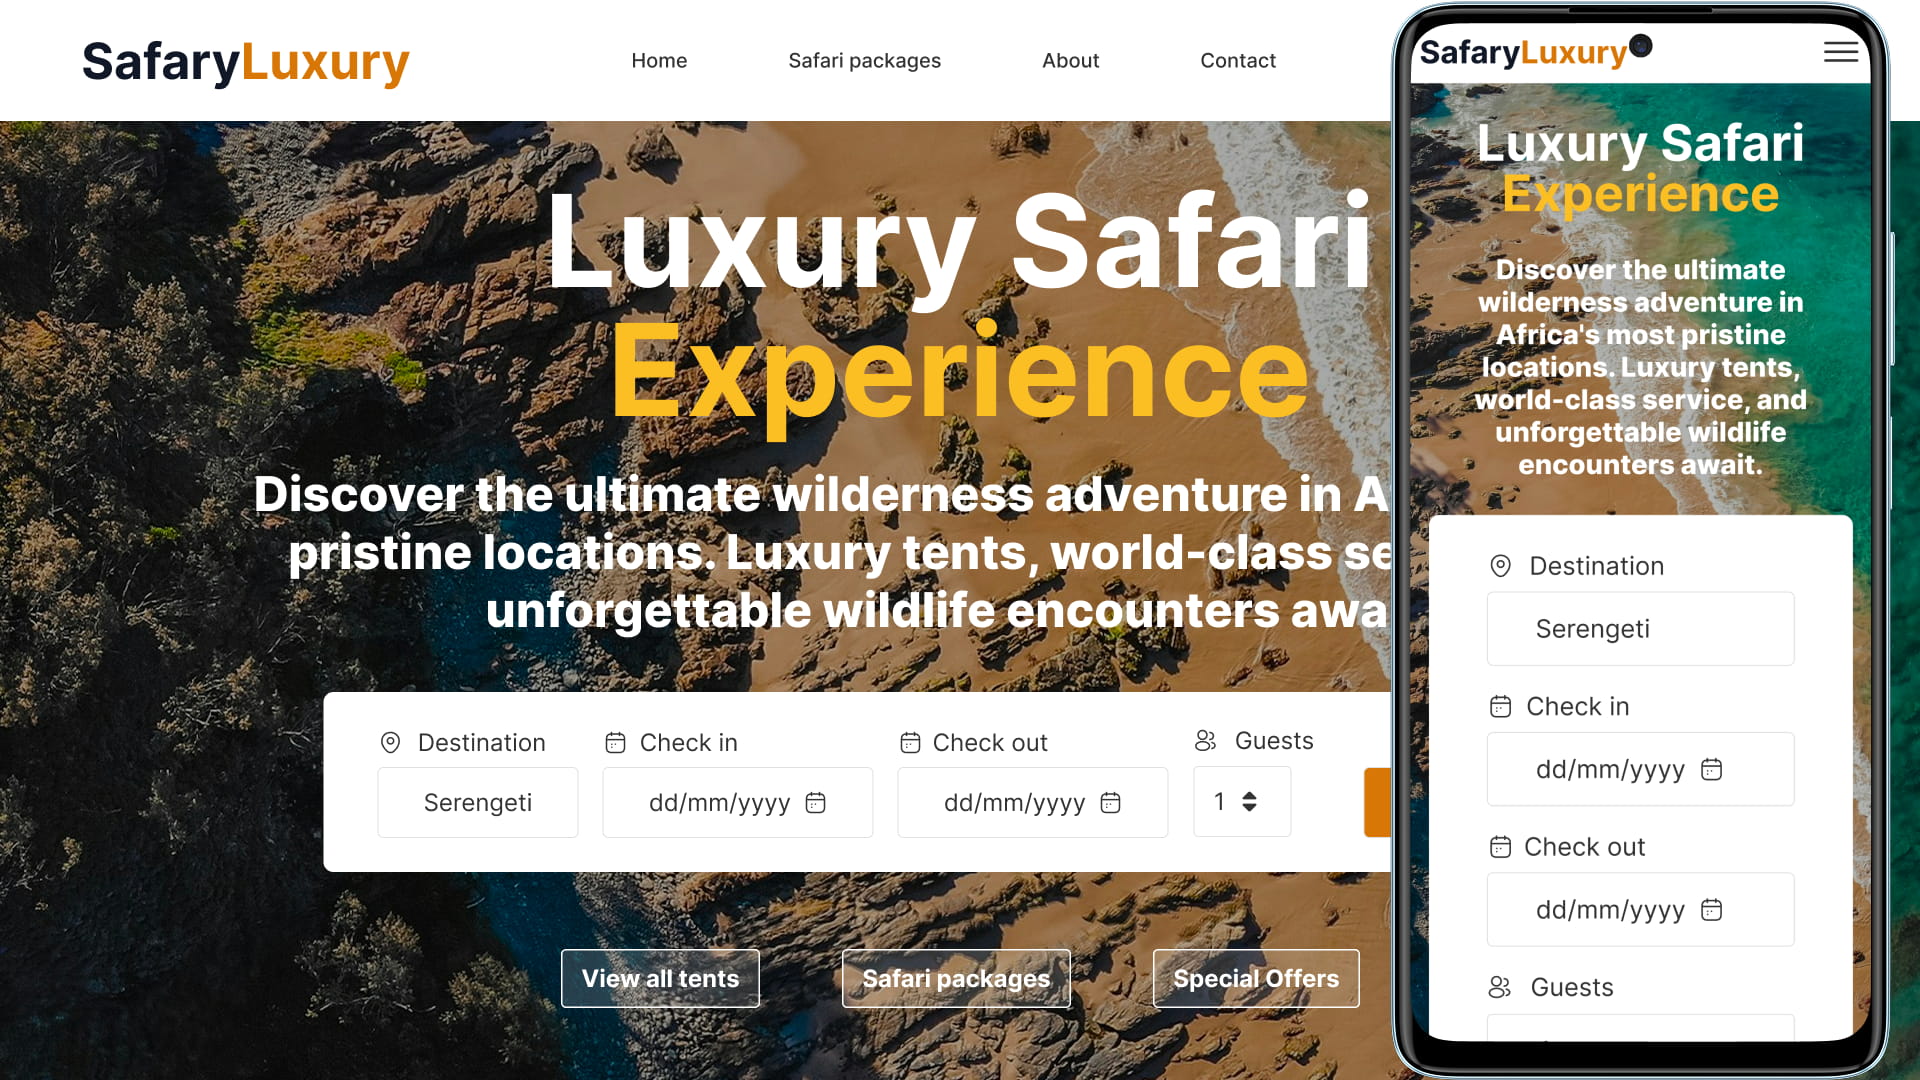 SafaryLuxury
Home
Safari packages
About
Contact
Luxury Safari
Experience
Discover the ultimate wilderness adventure in A
pristine locations. Luxury tents, world-class se
unforgettable wildlife encounters awa
Destination
Check in
Check out
Guests
Serengeti
dd/mm/yyyy
dd/mm/yyyy
1
View all tents
Safari packages
Special Offers
SafaryLuxury
Luxury Safari
Experience
Discover the ultimate
wilderness adventure in
Africa's most pristine
locations. Luxury tents,
world-class service, and
unforgettable wildlife
encounters await.
Destination
Serengeti
Check in
dd/mm/yyyy
Check out
dd/mm/yyyy
Guests